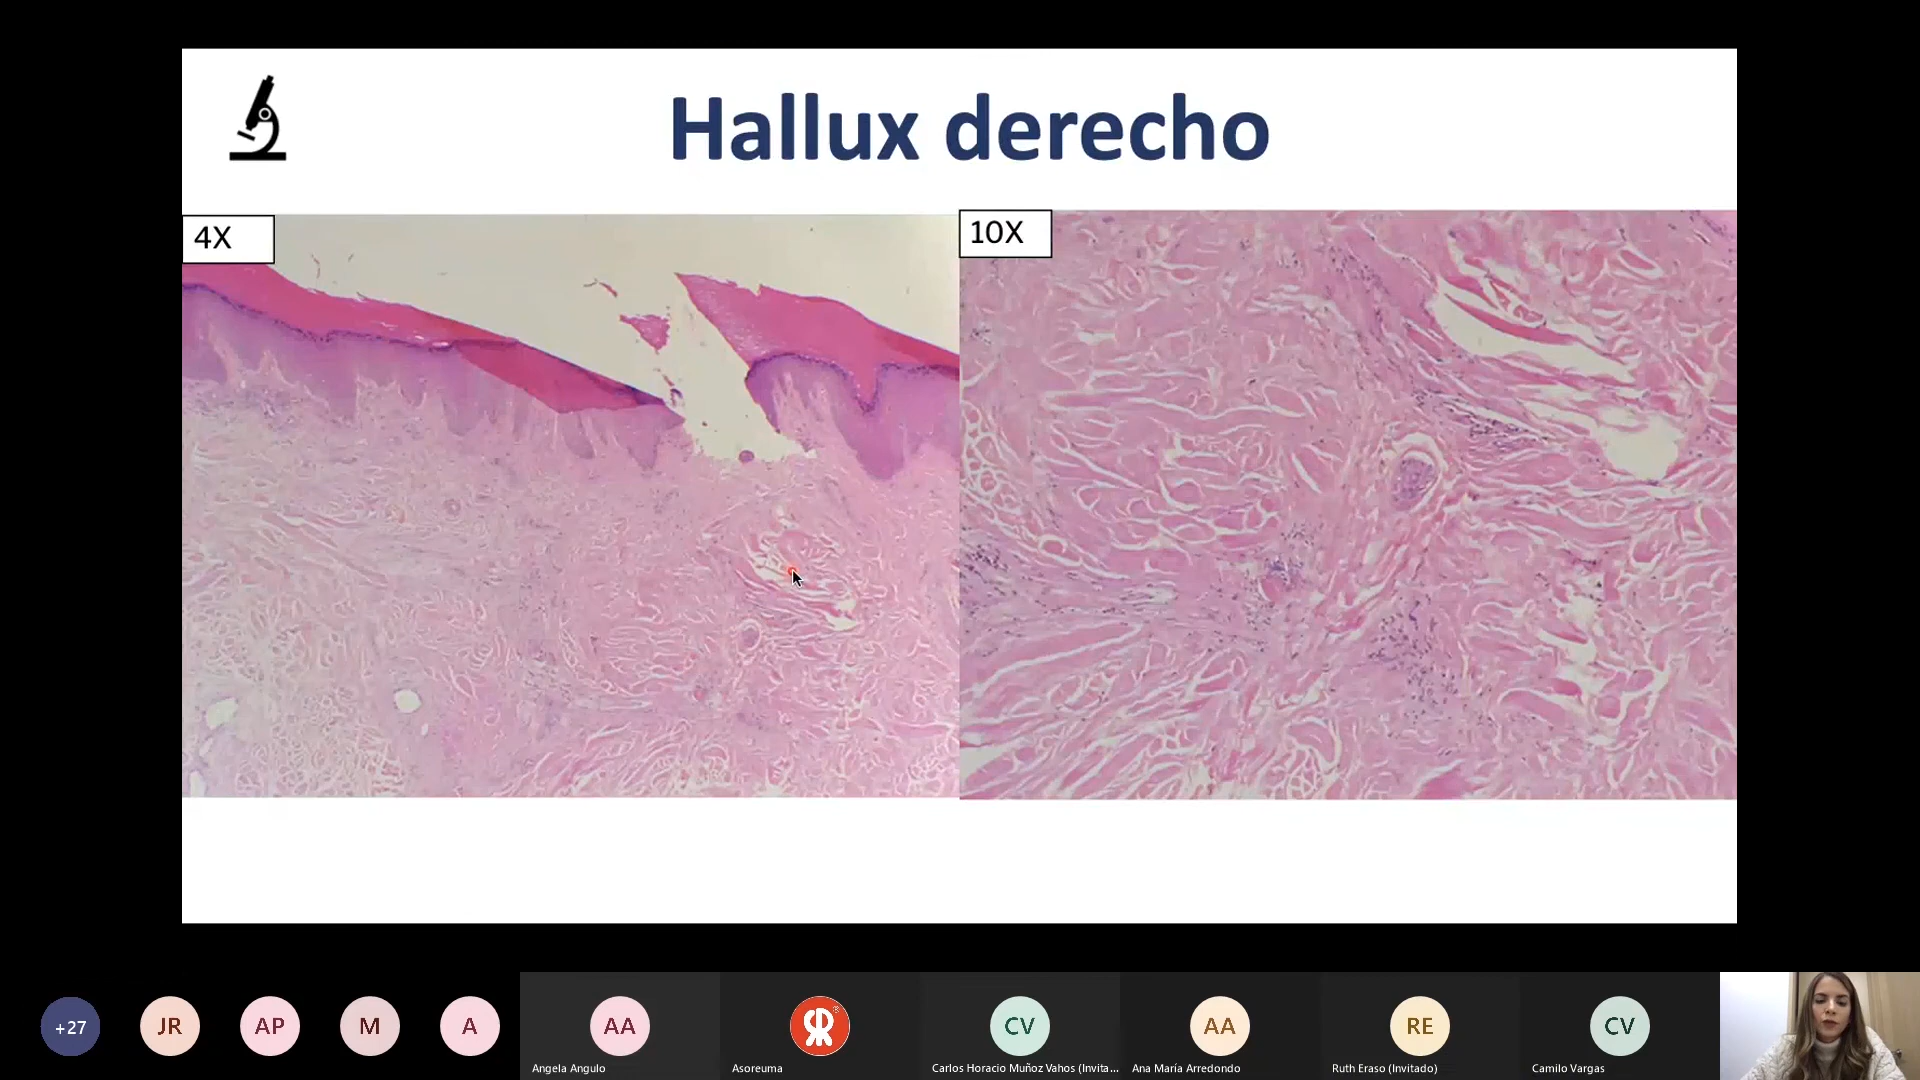 Hallux derecho
4X
10X
+27
JR
AP
M
A
AA
CV
AA
RE
CV
Angela Angulo
Asoreuma
Carlos Horacio Muñoz Vahos (Invita...
Ana María Arredondo
Ruth Eraso (Invitado)
Camilo Vargas